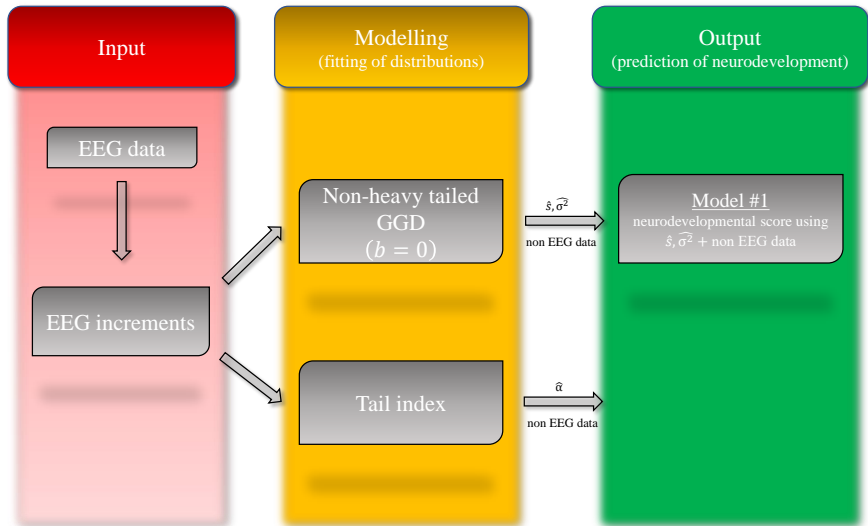 Input
Modelling
(fitting of distributions)
Output
(prediction of neurodevelopment)
EEG data
EEG increments
Non-heavy tailed
GGD
(b = 0)
ŝ, σ̂²
non EEG data
Model #1
neurodevelopmental score using
ŝ, σ̂² + non EEG data
Tail index
α̂
non EEG data